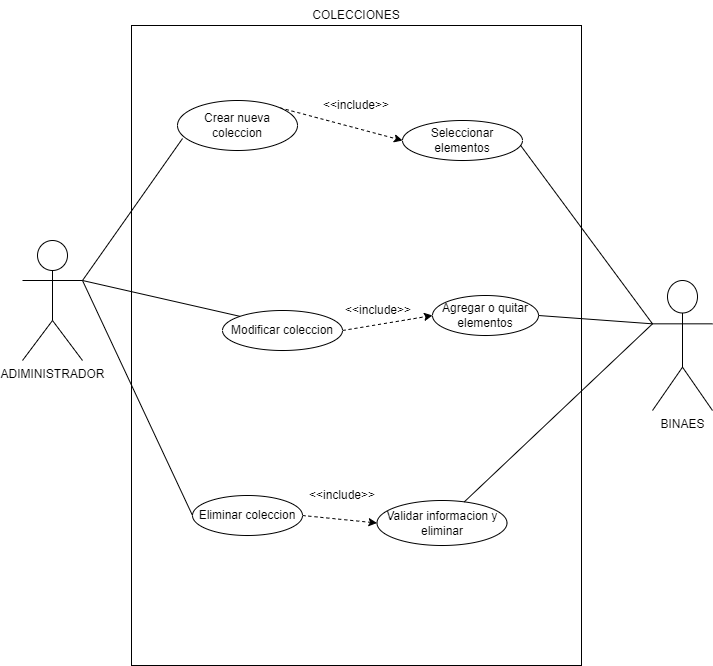 COLECCIONES
Crear nueva
coleccion
<<include>>
Seleccionar
elementos
ADIMINISTRADOR
Modificar coleccion
<<include>>
Agregar o quitar
elementos
BINAES
Eliminar coleccion
<<include>>
Validar informacion y
eliminar